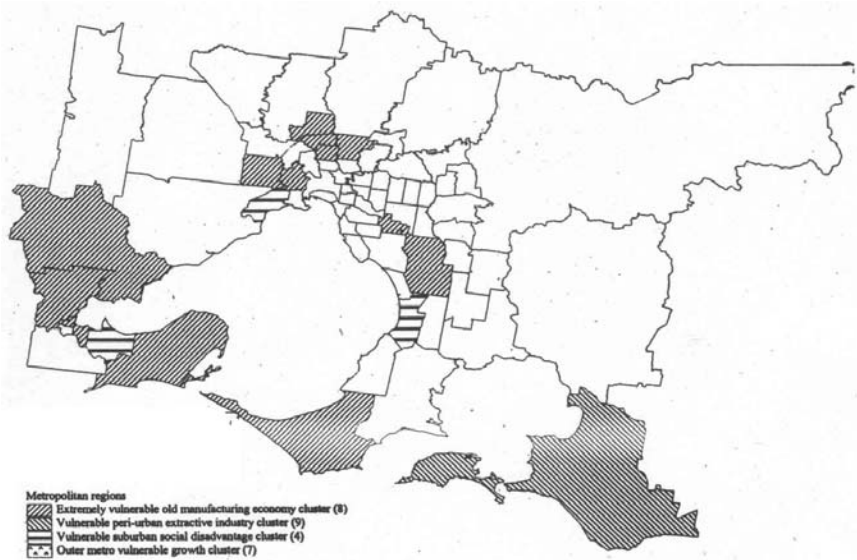 Metropolitan regions
Extremely vulnerable old manufacturing economy cluster (8)
Vulnerable peri-urban extractive industry cluster (9)
Vulnerable suburban social disadvantage cluster (4)
Outer metro vulnerable growth cluster (7)